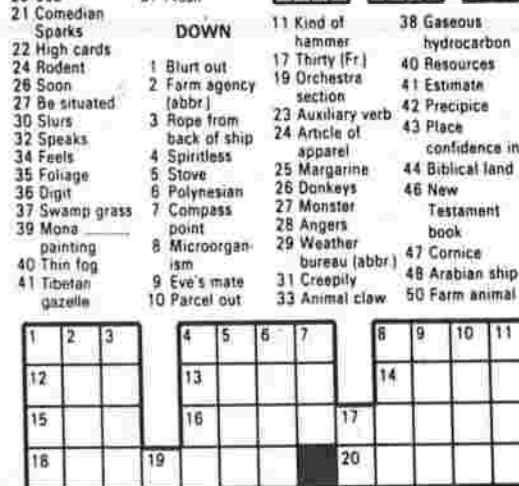 21 Comedian
Sparks
22 High cards
24 Rodent
26 Soon
27 Be situated
30 Slurs
32 Speaks
34 Feels
35 Foliage
36 Digit
37 Swamp grass
39 Mona ____
painting
40 Thin fog
41 Tibetan
gazelle
DOWN
1 Blurt out
2 Farm agency
(abbr.)
3 Rope from
back of ship
4 Spiritless
5 Stove
6 Polynesian
7 Compass
point
8 Microorgan-
ism
9 Eve's mate
10 Parcel out
11 Kind of
hammer
17 Thirty (Fr.)
19 Orchestra
section
23 Auxiliary verb
24 Article of
apparel
25 Margarine
26 Donkeys
27 Monster
28 Angers
29 Weather
bureau (abbr.)
31 Creepily
33 Animal claw
38 Gaseous
hydrocarbon
40 Resources
41 Estimate
42 Precipice
43 Place
confidence in
44 Biblical land
46 New
Testament
book
47 Cornice
48 Arabian ship
50 Farm animal
1 2 3 4 5 6 7 8 9 10 11
12 13 14
15 16 17
18 19 20